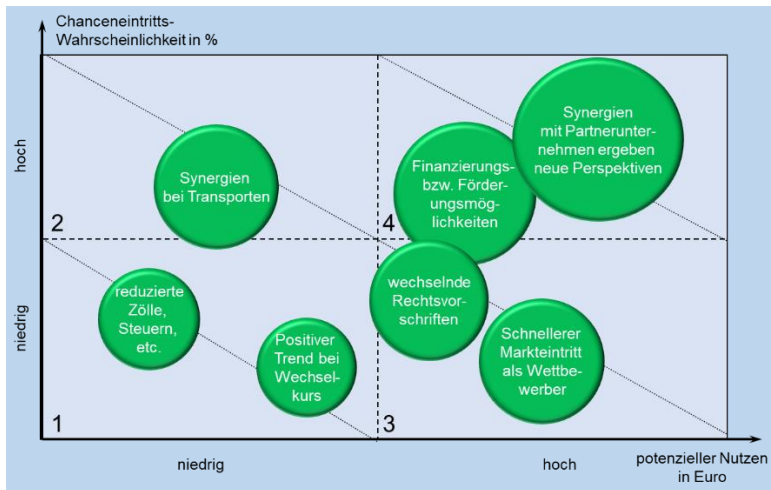 Chanceneintritts-
Wahrscheinlichkeit in %
hoch
niedrig
Synergien
bei Transporten
Finanzierungs-
bzw. Förder-
ungsmög-
lichkeiten
Synergien
mit Partnerunter-
nehmen ergeben
neue Perspektiven
2
4
reduzierte
Zölle,
Steuern,
etc.
Positiver
Trend bei
Wechsel-
kurs
wechselnde
Rechtsvor-
schriften
Schnellerer
Markteintritt
als Wettbe-
werber
1
3
niedrig
hoch
potenzieller Nutzen
in Euro